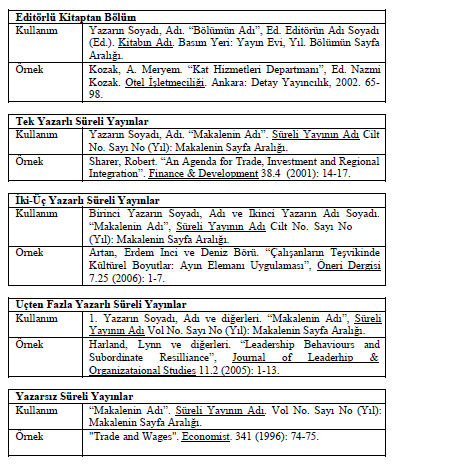 Editörlü Kitaptan Bölüm
Kullanım Yazarın Soyadı, Adı. “Bölümün Adı”, Ed. Editörün Adı Soyadı
(Ed.). Kitabın Adı. Basım Yeri: Yayın Evi, Yıl. Bölümün Sayfa
Aralığı.
Örnek Kozak, A. Meryem. “Kat Hizmetleri Departmanı”, Ed. Nazmi
Kozak. Otel İşletmeciliği. Ankara: Detay Yayıncılık, 2002. 65-
98.
Tek Yazarlı Süreli Yayınlar
Kullanım Yazarın Soyadı, Adı. “Makalenin Adı”. Süreli Yayının Adı Cilt
No. Sayı No (Yıl): Makalenin Sayfa Aralığı.
Örnek Sharer, Robert. “An Agenda for Trade, Investment and Regional
Integration”. Finance & Development 38.4 (2001): 14-17.
İki-Üç Yazarlı Süreli Yayınlar
Kullanım Birinci Yazarın Soyadı, Adı ve İkinci Yazarın Adı Soyadı.
“Makalenin Adı”, Süreli Yayının Adı Cilt No. Sayı No
(Yıl): Makalenin Sayfa Aralığı.
Örnek Artan, Erdem İnci ve Deniz Börü. “Çalışanların Teşvikinde
Kültürel Boyutlar: Ayın Elemanı Uygulaması”, Öneri Dergisi
7.25 (2006): 1-7.
Üçten Fazla Yazarlı Süreli Yayınlar
Kullanım 1. Yazarın Soyadı, Adı ve diğerleri. “Makalenin Adı”, Süreli
Yayının Adı Vol No. Sayı No (Yıl): Makalenin Sayfa Aralığı.
Örnek Harland, Lynn ve diğerleri. “Leadership Behaviours and
Subordinate Resilliance”, Journal of Leaderhip &
Organizataional Studies 11.2 (2005): 1-13.
Yazarsız Süreli Yayınlar
Kullanım “Makalenin Adı”. Süreli Yayının Adı. Vol No. Sayı No (Yıl):
Makalenin Sayfa Aralığı.
Örnek "Trade and Wages". Economist. 341 (1996): 74-75.